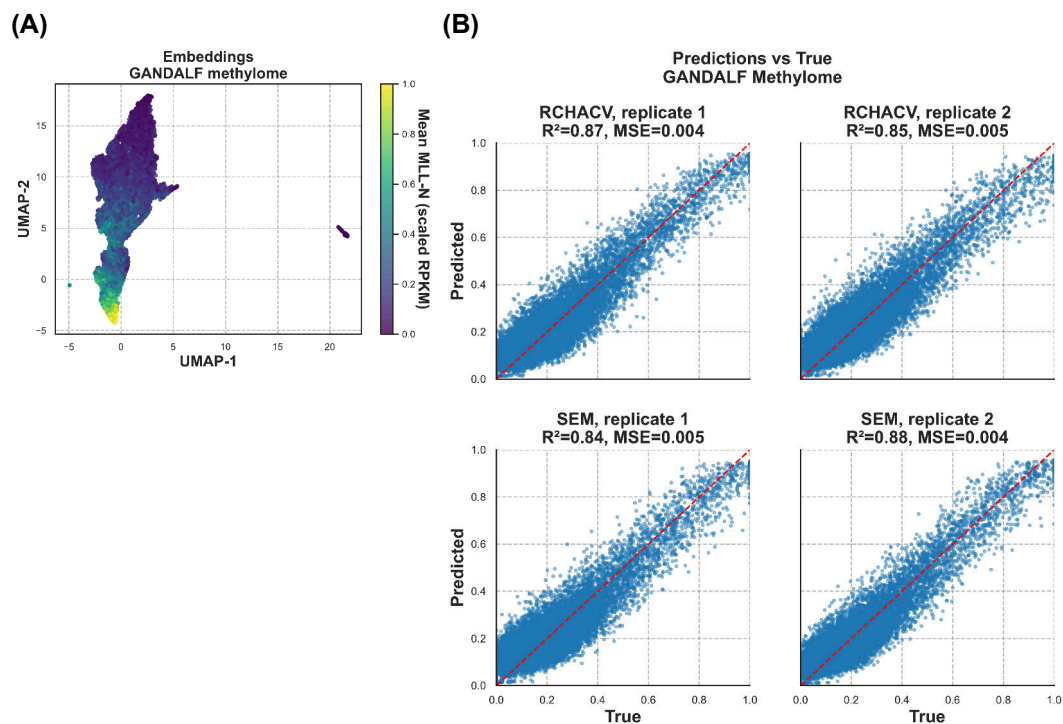 (A)
Embeddings
GANDALF methylome
15
10
5
0
−5
UMAP-2
−5 0 5 10 15 20
UMAP-1
1.0
0.8
0.6
0.4
0.2
0.0
Mean MLL-N (scaled RPKM)
(B)
Predictions vs True
GANDALF Methylome
RCHACV, replicate 1
R²=0.87, MSE=0.004
1.0
0.8
0.6
0.4
0.2
0.0
Predicted
RCHACV, replicate 2
R²=0.85, MSE=0.005
SEM, replicate 1
R²=0.84, MSE=0.005
1.0
0.8
0.6
0.4
0.2
0.0
Predicted
0.0 0.2 0.4 0.6 0.8 1.0
True
SEM, replicate 2
R²=0.88, MSE=0.004
0.0 0.2 0.4 0.6 0.8 1.0
True